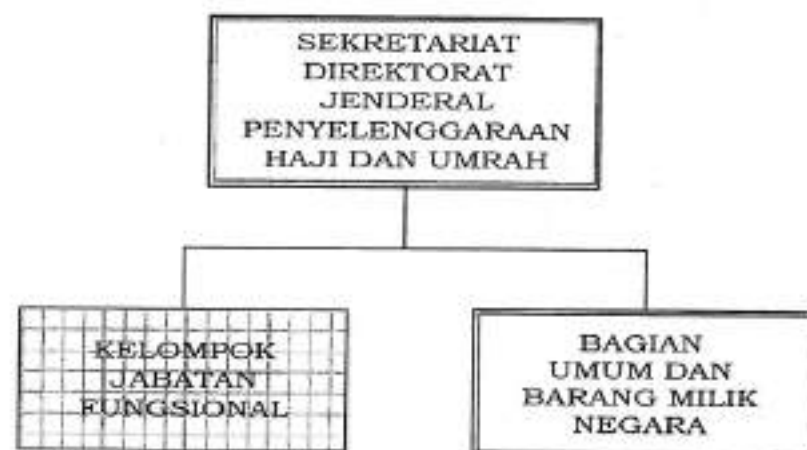 SEKRETARIAT
DIREKTORAT
JENDERAL
PENYELENGGARAAN
HAJI DAN UMRAH
KELOMPOK
JABATAN
FUNGSIONAL
BAGIAN
UMUM DAN
BARANG MILIK
NEGARA